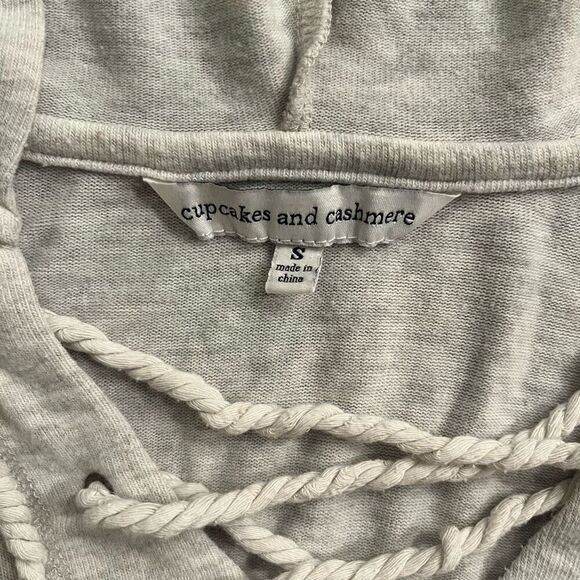 cupcakes and cashmere
S
made in
china